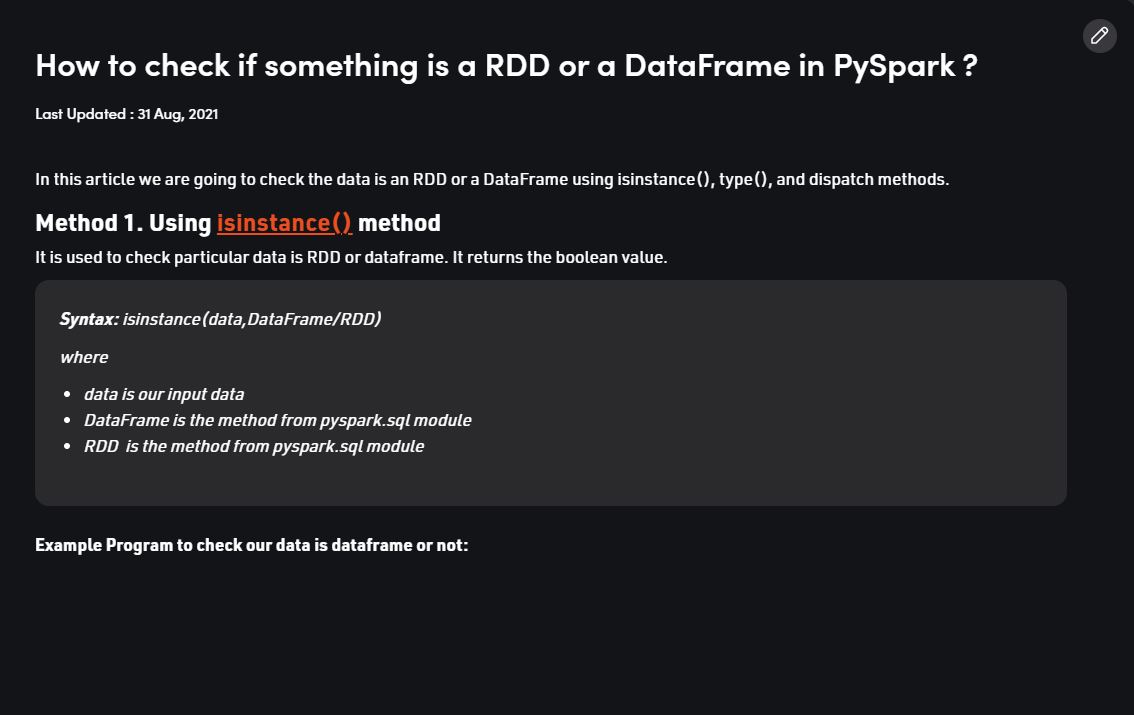 How to check if something is a RDD or a DataFrame in PySpark ?
Last Updated : 31 Aug, 2021
In this article we are going to check the data is an RDD or a DataFrame using isinstance(), type(), and dispatch methods.
Method 1. Using isinstance() method
It is used to check particular data is RDD or dataframe. It returns the boolean value.
Syntax: isinstance(data,DataFrame/RDD)
where
• data is our input data
• DataFrame is the method from pyspark.sql module
• RDD  is the method from pyspark.sql module
Example Program to check our data is dataframe or not: